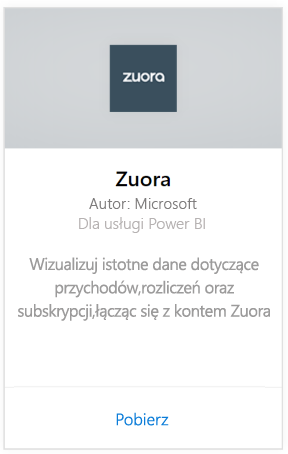 zuora
Zuora
Autor: Microsoft
Dla usługi Power BI
Wizualizuj istotne dane dotyczące
przychodów,rozliczeń oraz
subskrypcji,łącząc się z kontem Zuora
Pobierz